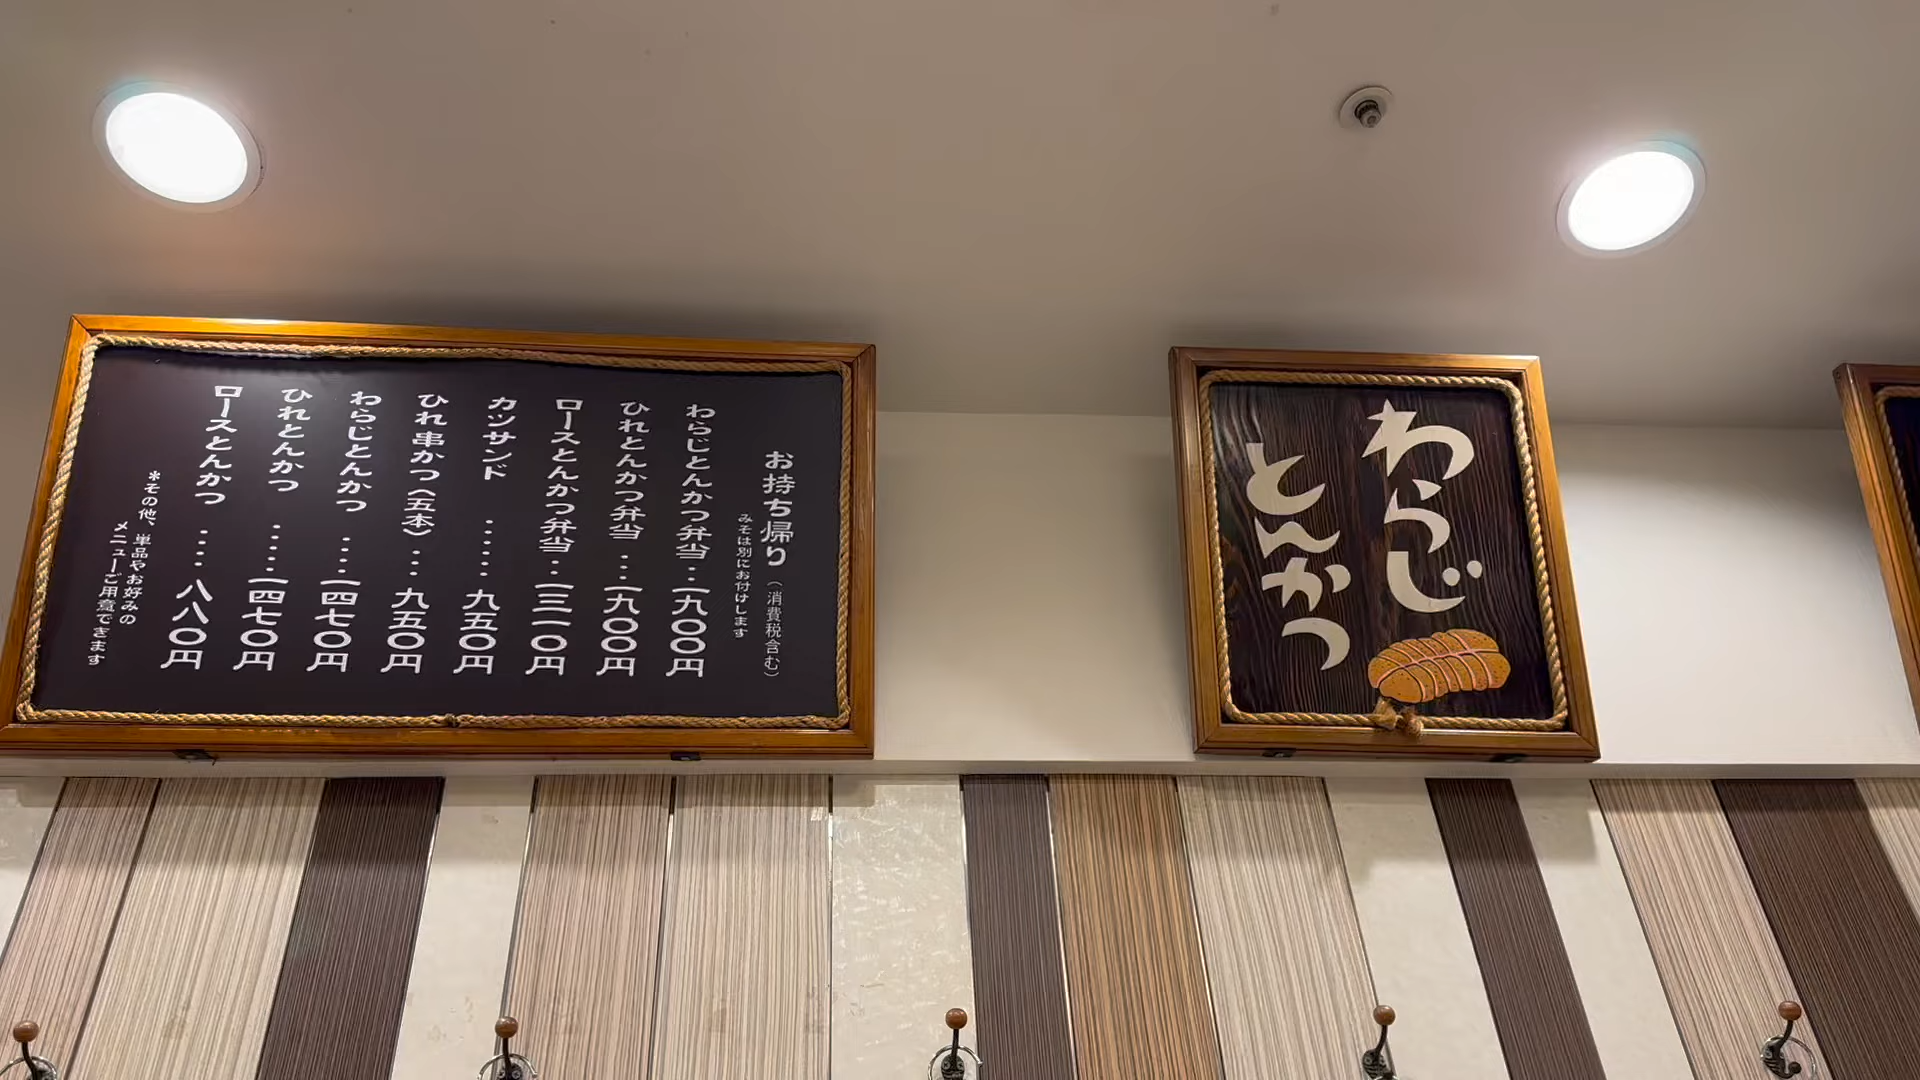 お持ち帰り（消費税含む）
みそは別にお付けします
わらじとんかつ弁当‥一九〇〇円
ひれとんかつ弁当…一九〇〇円
ロースとんかつ弁当‥一三一〇円
カツサンド……九五〇円
ひれ串かつ（五本）…九五〇円
わらじとんかつ‥‥一四七〇円
ひれとんかつ‥…一四七〇円
ロースとんかつ‥‥八八〇円
＊その他、単品やお好みの
メニューご用意できます
わらじ
とんかつ